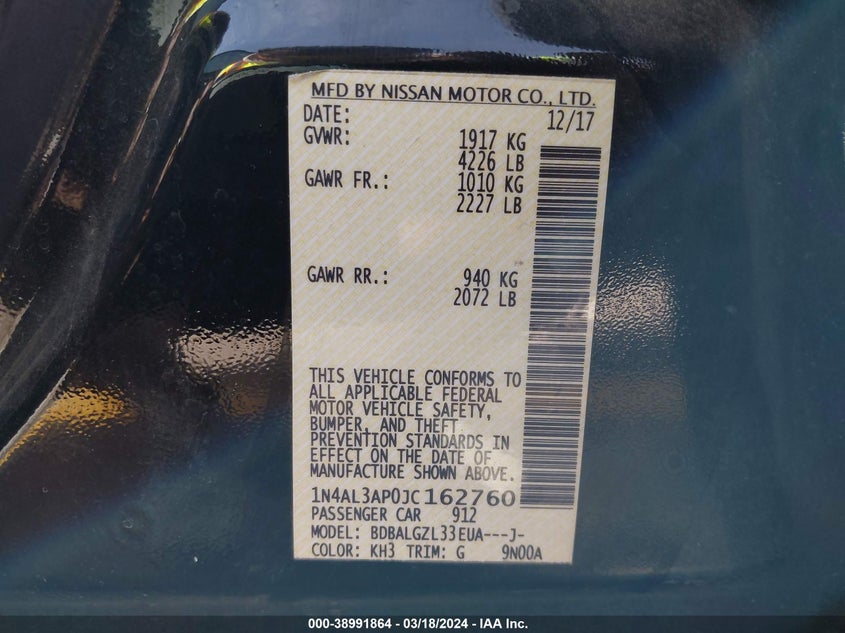 MFD BY NISSAN MOTOR CO., LTD.
DATE: 12/17
GVWR: 1917 KG
4226 LB
GAWR FR.: 1010 KG
2227 LB
GAWR RR.: 940 KG
2072 LB
THIS VEHICLE CONFORMS TO
ALL APPLICABLE FEDERAL
MOTOR VEHICLE SAFETY,
BUMPER, AND THEFT
PREVENTION STANDARDS IN
EFFECT ON THE DATE OF
MANUFACTURE SHOWN ABOVE.
1N4AL3AP0JC162760
PASSENGER CAR 912
MODEL: BDBALGZL33EUA---J-
COLOR: KH3 TRIM: G 9N00A
000-38991864 - 03/18/2024 - IAA Inc.